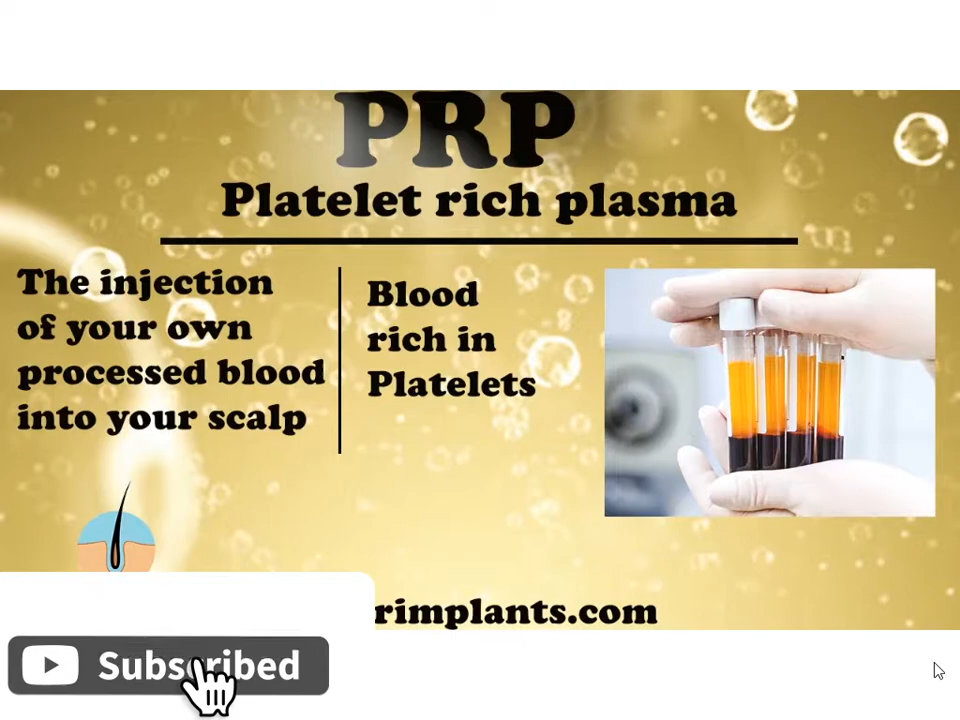 PRP
Platelet rich plasma
The injection
of your own
processed blood
into your scalp
Blood
rich in
Platelets
rimplants.com
Subscribed